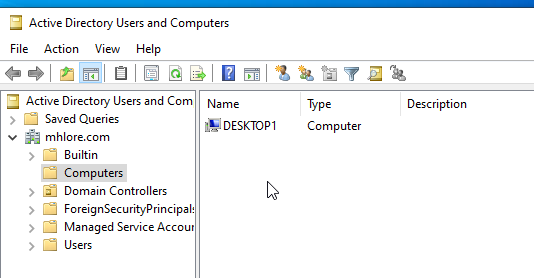 Active Directory Users and Computers
File Action View Help
Active Directory Users and Com
Saved Queries
mhlore.com
Builtin
Computers
Domain Controllers
ForeignSecurityPrincipals
Managed Service Accour
Users
Name Type Description
DESKTOP1 Computer